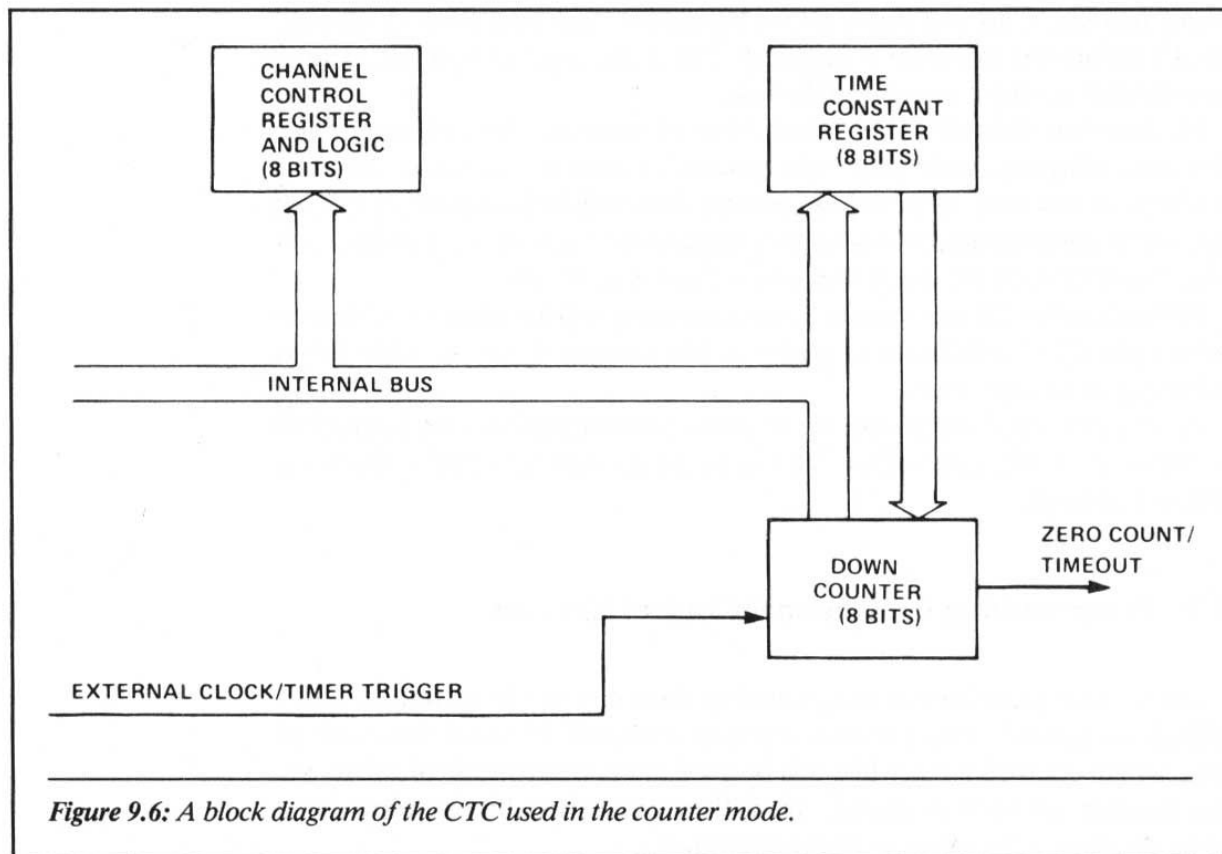 CHANNEL
CONTROL
REGISTER
AND LOGIC
(8 BITS)
TIME
CONSTANT
REGISTER
(8 BITS)
INTERNAL BUS
DOWN
COUNTER
(8 BITS)
ZERO COUNT/
TIMEOUT
EXTERNAL CLOCK/TIMER TRIGGER
Figure 9.6: A block diagram of the CTC used in the counter mode.